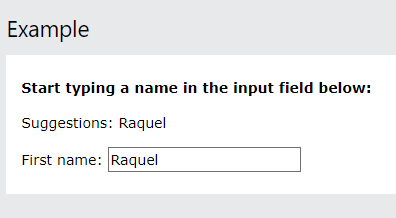 Example
Start typing a name in the input field below:
Suggestions: Raquel
First name: Raquel